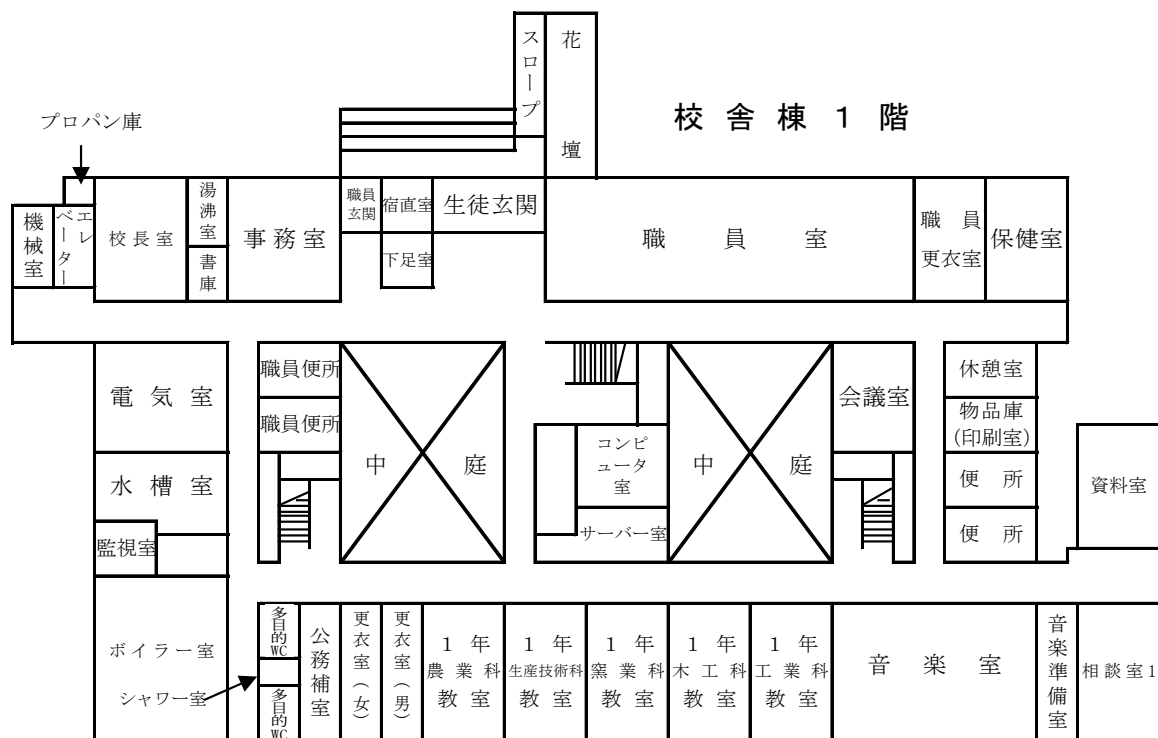 校舎棟1階
スロープ
花壇
プロパン庫
機械室
エレベーター
校長室
湯沸室
書庫
事務室
職員
玄関
宿直室
下足室
生徒玄関
職員室
職員
更衣室
保健室
電気室
職員便所
職員便所
中庭
中庭
会議室
休憩室
物品庫
(印刷室)
便所
便所
資料室
水槽室
監視室
コンピ
ュータ
室
サーバー室
ボイラー室
シャワー室
多目的WC
多目的WC
公務補室
更衣室(女)
更衣室(男)
1年
農業科
教室
1年
生産技術科
教室
1年
窯業科
教室
1年
木工科
教室
1年
工業科
教室
音楽室
音楽準備室
相談室1